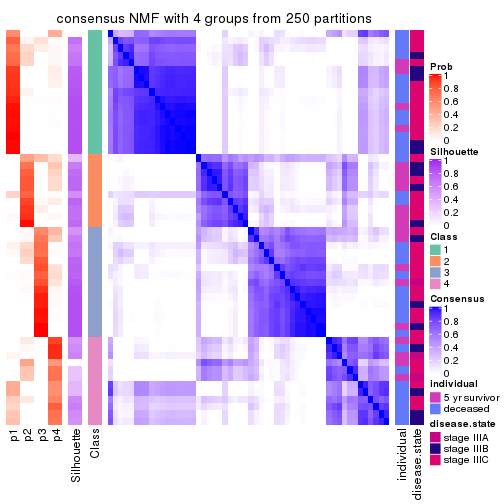 consensus NMF with 4 groups from 250 partitions
Prob
1
0.8
0.6
0.4
0.2
0
Silhouette
1
0.8
0.6
0.4
0.2
0
Class
1
2
3
4
Consensus
1
0.8
0.6
0.4
0.2
0
individual
5 yr survivor
deceased
disease.state
stage IIIA
stage IIIB
stage IIIC
p1
p2
p3
p4
Silhouette
Class
individual
disease.state